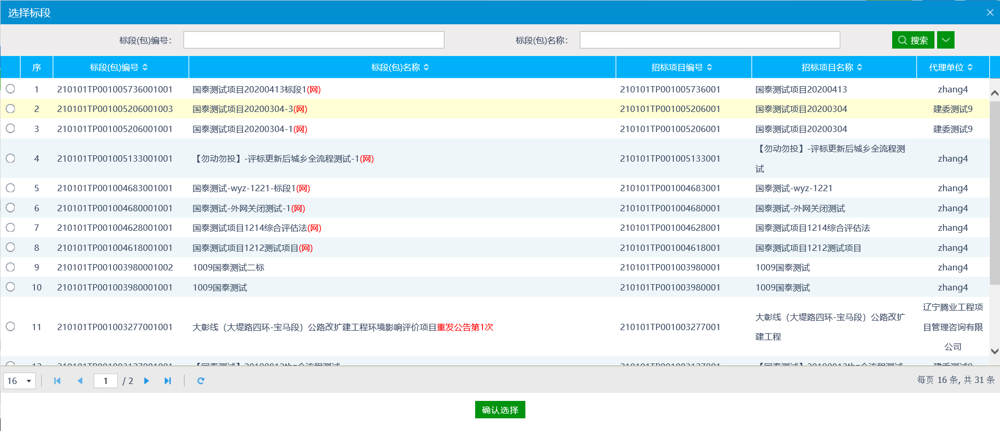 选择标段
标段(包)编号：
标段(包)名称：
搜索
序 标段(包)编号 标段(包)名称 招标项目编号 招标项目名称 代理单位
1 210101TP001005736001001 国泰测试项目20200413标段1(网) 210101TP001005736001 国泰测试项目20200413 zhang4
2 210101TP001005206001003 国泰测试项目20200304-3(网) 210101TP001005206001 国泰测试项目20200304 建委测试9
3 210101TP001005206001001 国泰测试项目20200304-1(网) 210101TP001005206001 国泰测试项目20200304 建委测试9
4 210101TP001005133001001 【勿动勿投】-评标更新后城乡全流程测试-1(网) 210101TP001005133001 【勿动勿投】-评标更新后城乡全流程测
试 zhang4
5 210101TP001004683001001 国泰测试-wyz-1221-标段1(网) 210101TP001004683001 国泰测试-wyz-1221 zhang4
6 210101TP001004680001001 国泰测试-外网关闭测试-1(网) 210101TP001004680001 国泰测试-外网关闭测试 zhang4
7 210101TP001004628001001 国泰测试项目1214综合评估法(网) 210101TP001004628001 国泰测试项目1214综合评估法 zhang4
8 210101TP001004618001001 国泰测试项目1212测试项目(网) 210101TP001004618001 国泰测试项目1212测试项目 zhang4
9 210101TP001003980001002 1009国泰测试二标 210101TP001003980001 1009国泰测试 zhang4
10 210101TP001003980001001 1009国泰测试 210101TP001003980001 1009国泰测试 zhang4
11 210101TP001003277001001 大彰线（大堤路四环-宝马段）公路改扩建工程环境影响评价项目重发公告第1次 210101TP001003277001 大彰线（大堤路四环-宝马段）公路改扩
建工程 辽宁腾业工程项
目管理咨询有限
公司
16
1 / 2
每页 16 条, 共 31 条
确认选择